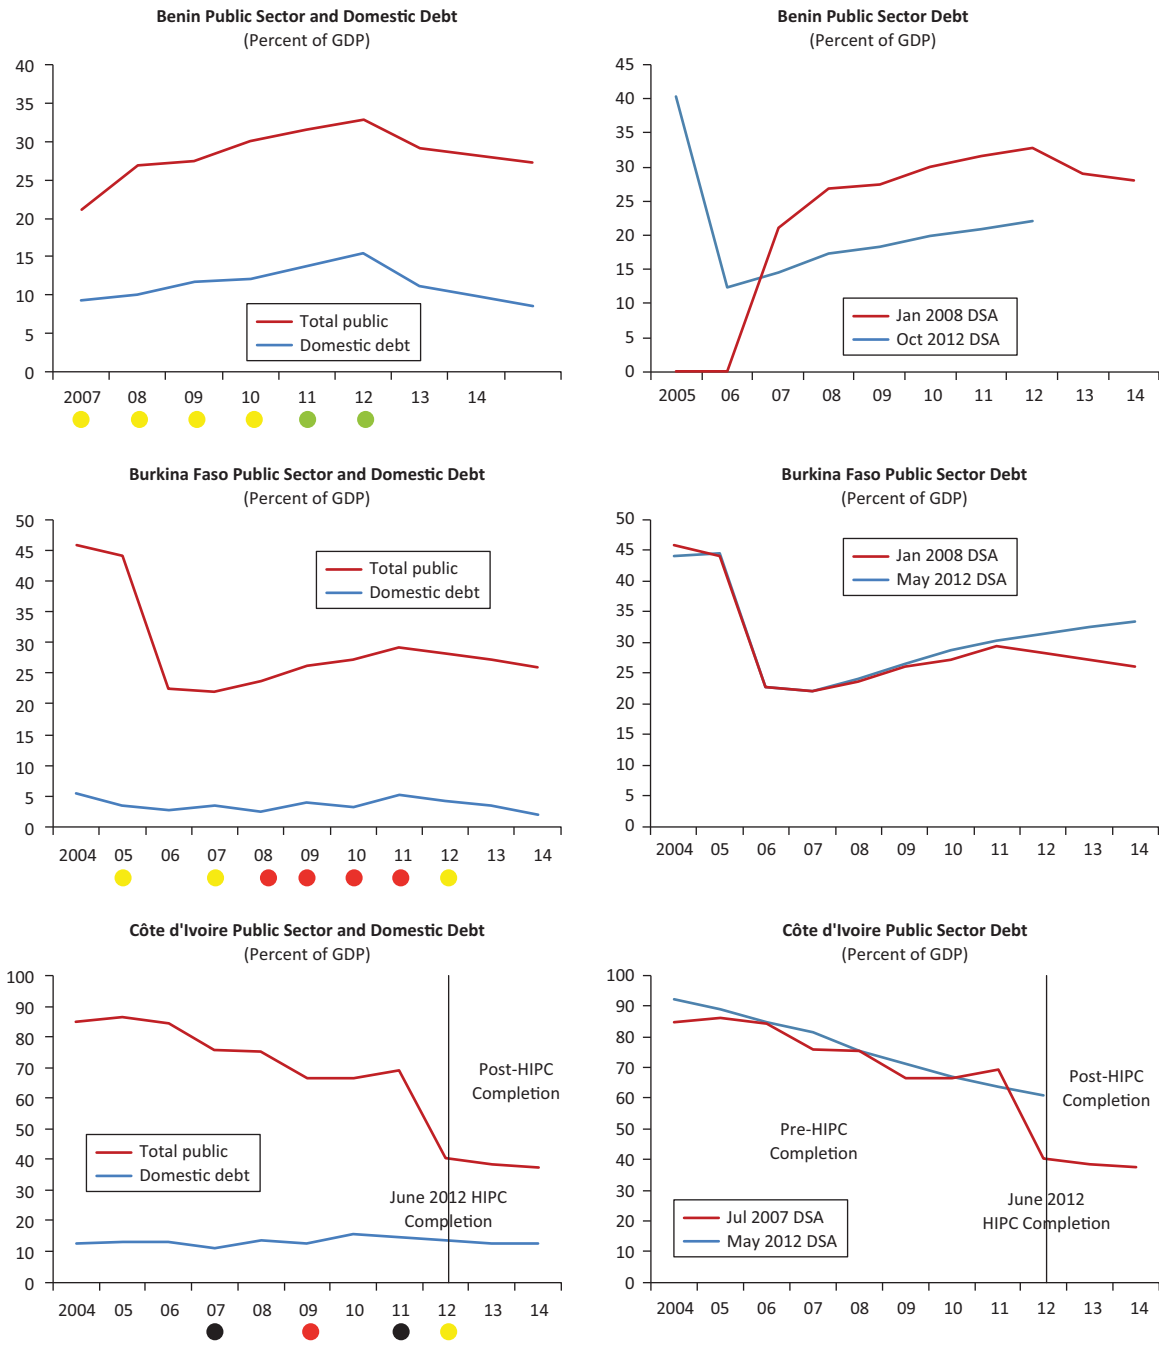 Benin Public Sector and Domestic Debt
(Percent of GDP)
40
35
30
25
20
15
10
5
0
Total public
Domestic debt
2007 08 09 10 11 12 13 14
Benin Public Sector Debt
(Percent of GDP)
45
40
35
30
25
20
15
10
5
0
Jan 2008 DSA
Oct 2012 DSA
2005 06 07 08 09 10 11 12 13 14
Burkina Faso Public Sector and Domestic Debt
(Percent of GDP)
50
45
40
35
30
25
20
15
10
5
0
Total public
Domestic debt
2004 05 06 07 08 09 10 11 12 13 14
Burkina Faso Public Sector Debt
(Percent of GDP)
50
45
40
35
30
25
20
15
10
5
0
Jan 2008 DSA
May 2012 DSA
2004 05 06 07 08 09 10 11 12 13 14
Côte d'Ivoire Public Sector and Domestic Debt
(Percent of GDP)
100
90
80
70
60
50
40
30
20
10
0
Post-HIPC
Completion
Total public
Domestic debt
June 2012 HIPC
Completion
2004 05 06 07 08 09 10 11 12 13 14
Côte d'Ivoire Public Sector Debt
(Percent of GDP)
100
90
80
70
60
50
40
30
20
10
0
Post-HIPC
Completion
Pre-HIPC
Completion
June 2012
HIPC Completion
Jul 2007 DSA
May 2012 DSA
2004 05 06 07 08 09 10 11 12 13 14